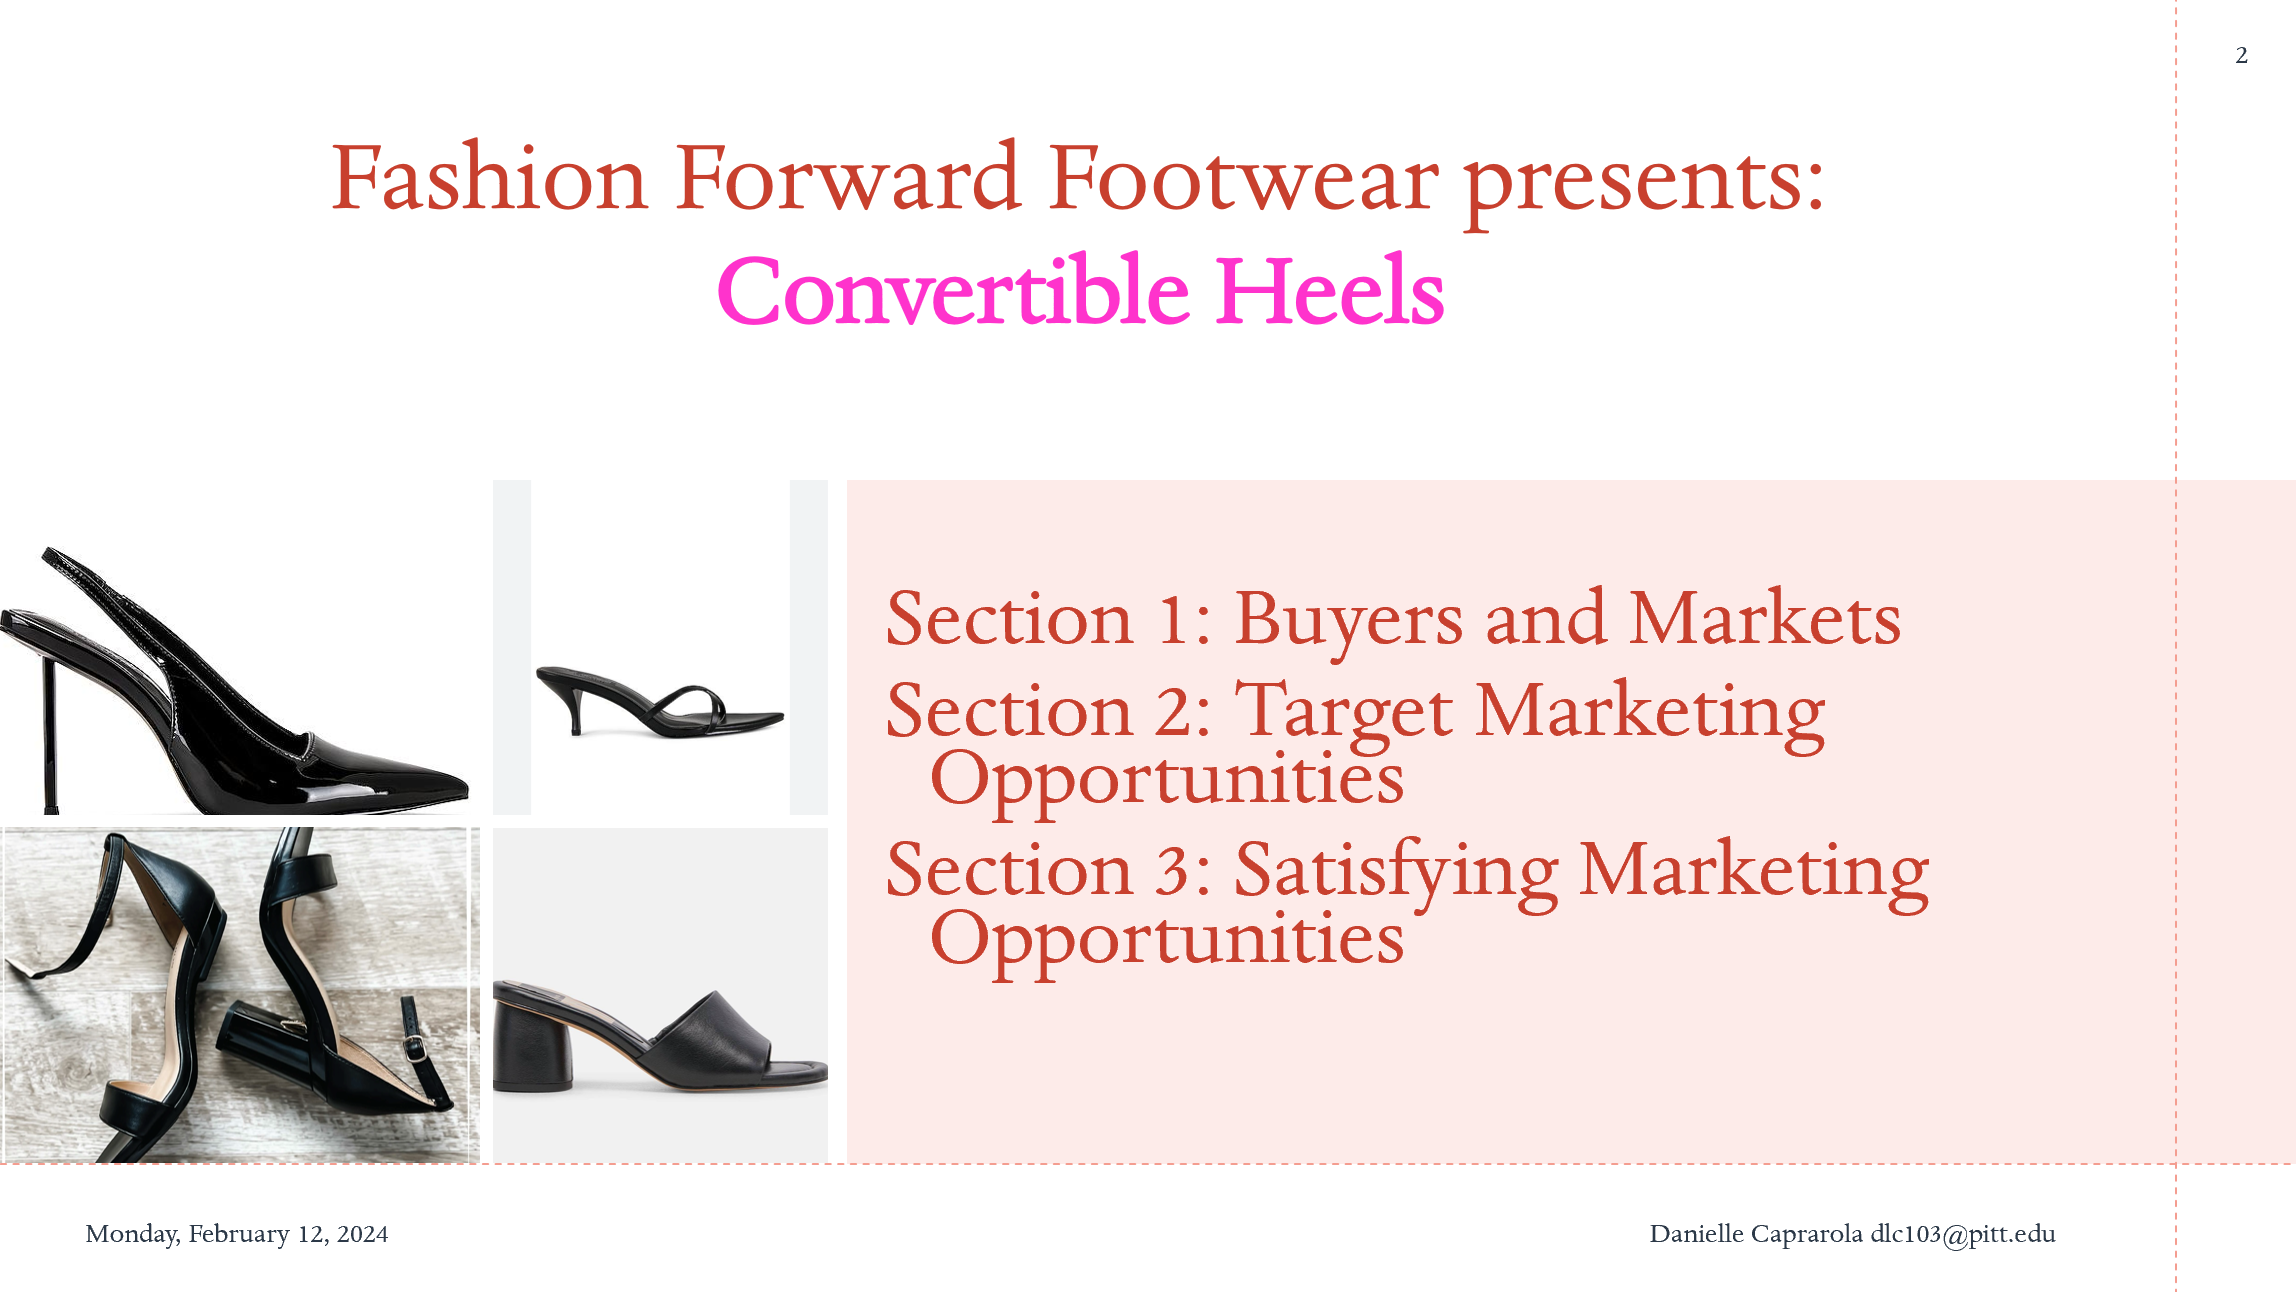 2
Fashion Forward Footwear presents:
Convertible Heels
Section 1: Buyers and Markets
Section 2: Target Marketing
Opportunities
Section 3: Satisfying Marketing
Opportunities
Monday, February 12, 2024
Danielle Caprarola dlc103@pitt.edu